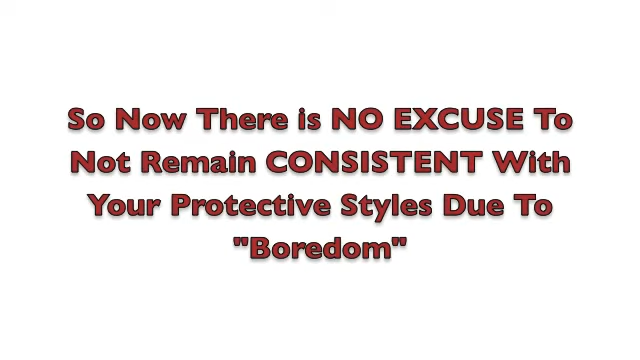 So Now There is NO EXCUSE To
Not Remain CONSISTENT With
Your Protective Styles Due To
"Boredom"